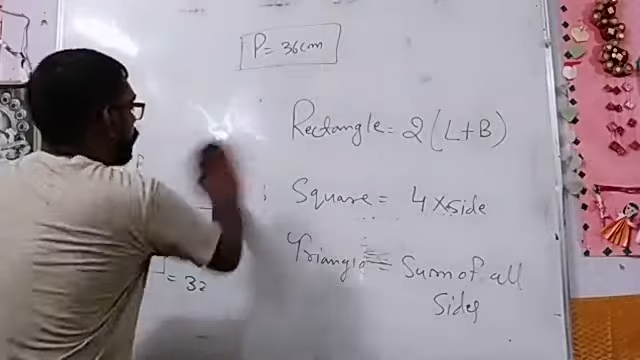 P = 36cm
Rectangle = 2(L+B)
Square = 4 x side
Triangle = Sum of all
Sides
= 32